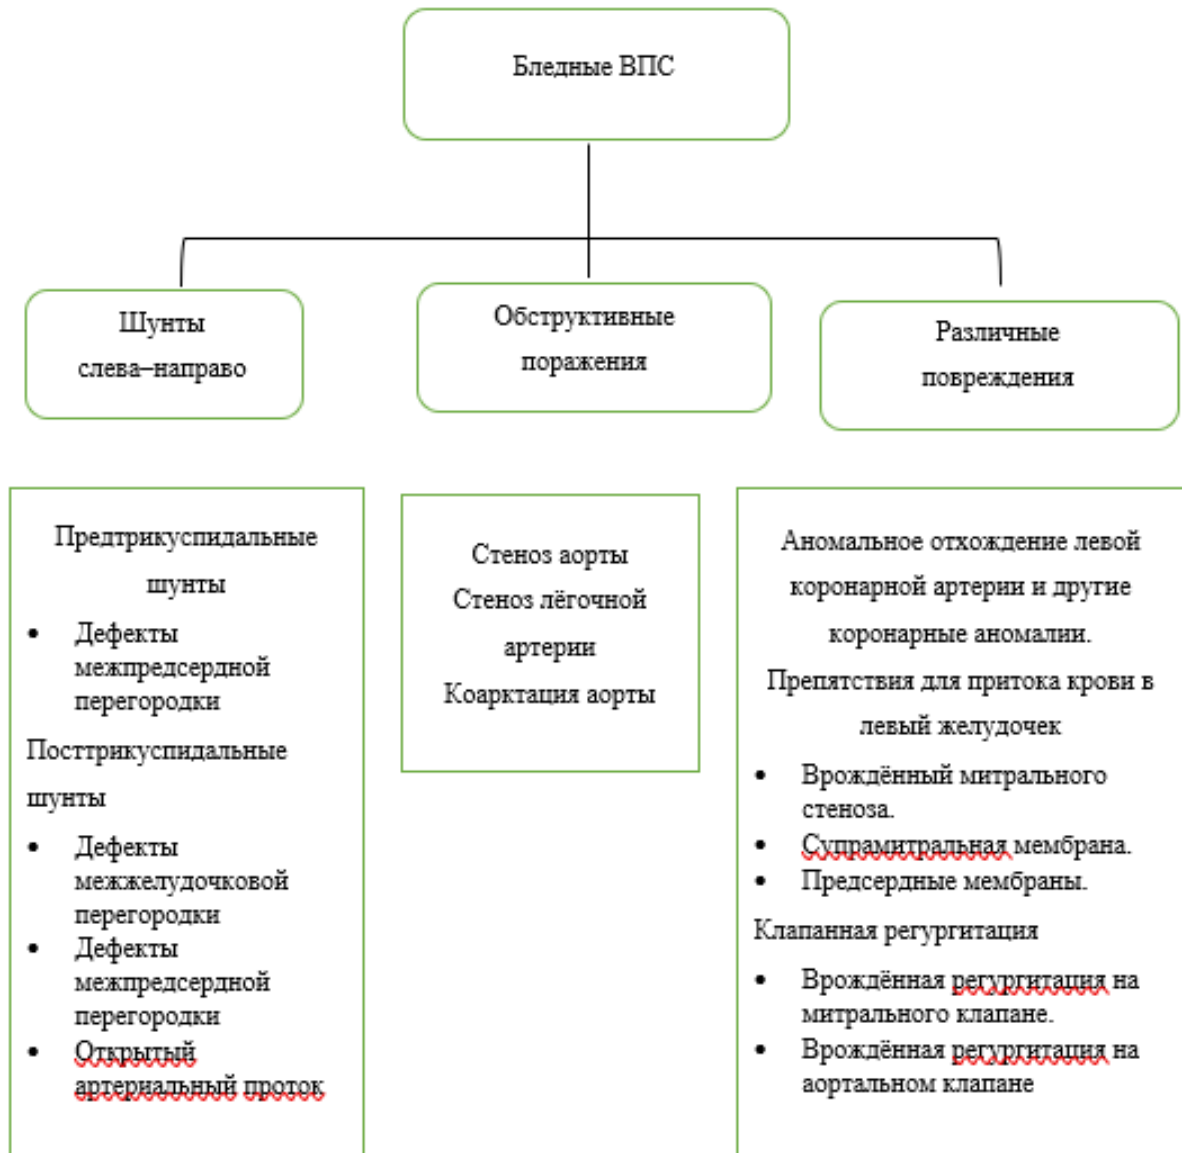 Бледные ВПС
Шунты
слева–направо
Обструктивные
поражения
Различные
повреждения
Предтрикуспидальные
шунты
• Дефекты
межпредсердной
перегородки
Посттрикуспидальные
шунты
• Дефекты
межжелудочковой
перегородки
• Дефекты
межпредсердной
перегородки
• Открытый
артериальный проток
Стеноз аорты
Стеноз лёгочной
артерии
Коарктация аорты
Аномальное отхождение левой
коронарной артерии и другие
коронарные аномалии.
Препятствия для притока крови в
левый желудочек
• Врождённый митрального
стеноза.
• Супрамитральная мембрана.
• Предсердные мембраны.
Клапанная регургитация
• Врождённая регургитация на
митрального клапане.
• Врождённая регургитация на
аортальном клапане